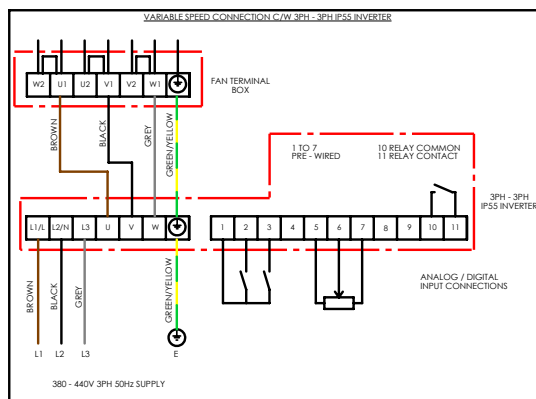 VARIABLE SPEED CONNECTION C/W 3PH - 3PH IP55 INVERTER
W2 U1 U2 V1 V2 W1
FAN TERMINAL
BOX
BROWN
BLACK
GREY
GREEN/YELLOW
1 TO 7
PRE - WIRED
10 RELAY COMMON
11 RELAY CONTACT
3PH - 3PH
IP55 INVERTER
L1/L L2/N L3 U V W
1 2 3 4 5 6 7 8 9 10 11
BROWN
BLACK
GREY
GREEN/YELLOW
ANALOG / DIGITAL
INPUT CONNECTIONS
L1 L2 L3 E
380 - 440V 3PH 50Hz SUPPLY